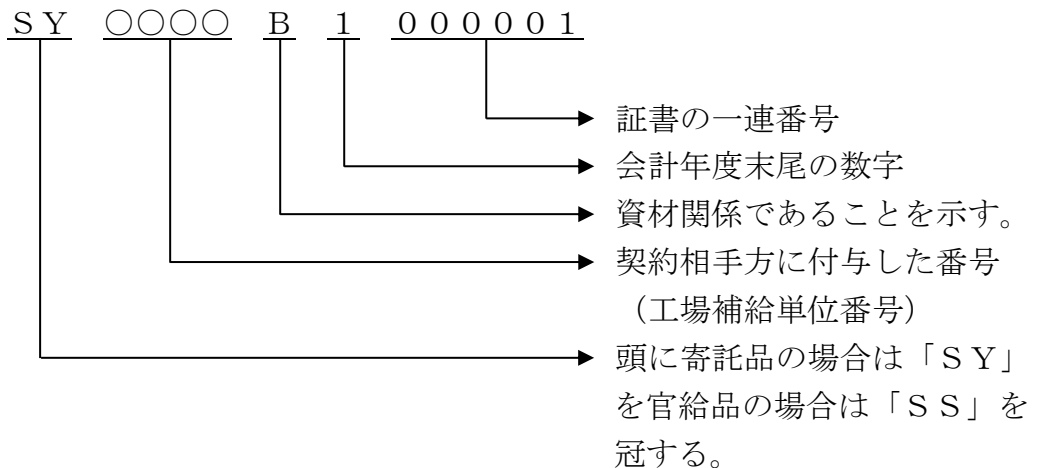 ＳＹ ○○○○ Ｂ １ ０００００１
証書の一連番号
会計年度末尾の数字
資材関係であることを示す。
契約相手方に付与した番号
（工場補給単位番号）
頭に寄託品の場合は「ＳＹ」
を官給品の場合は「ＳＳ」を
冠する。